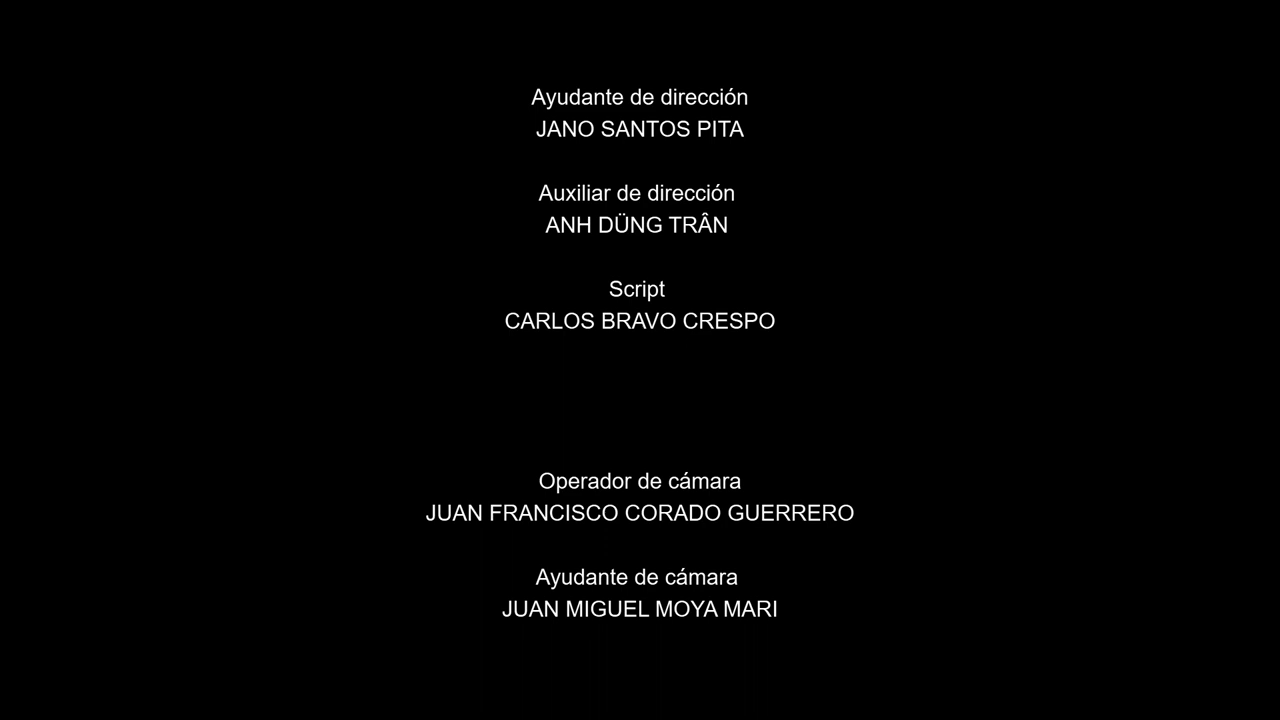 Ayudante de dirección
JANO SANTOS PITA
Auxiliar de dirección
ANH DÜNG TRÂN
Script
CARLOS BRAVO CRESPO
Operador de cámara
JUAN FRANCISCO CORADO GUERRERO
Ayudante de cámara
JUAN MIGUEL MOYA MARI